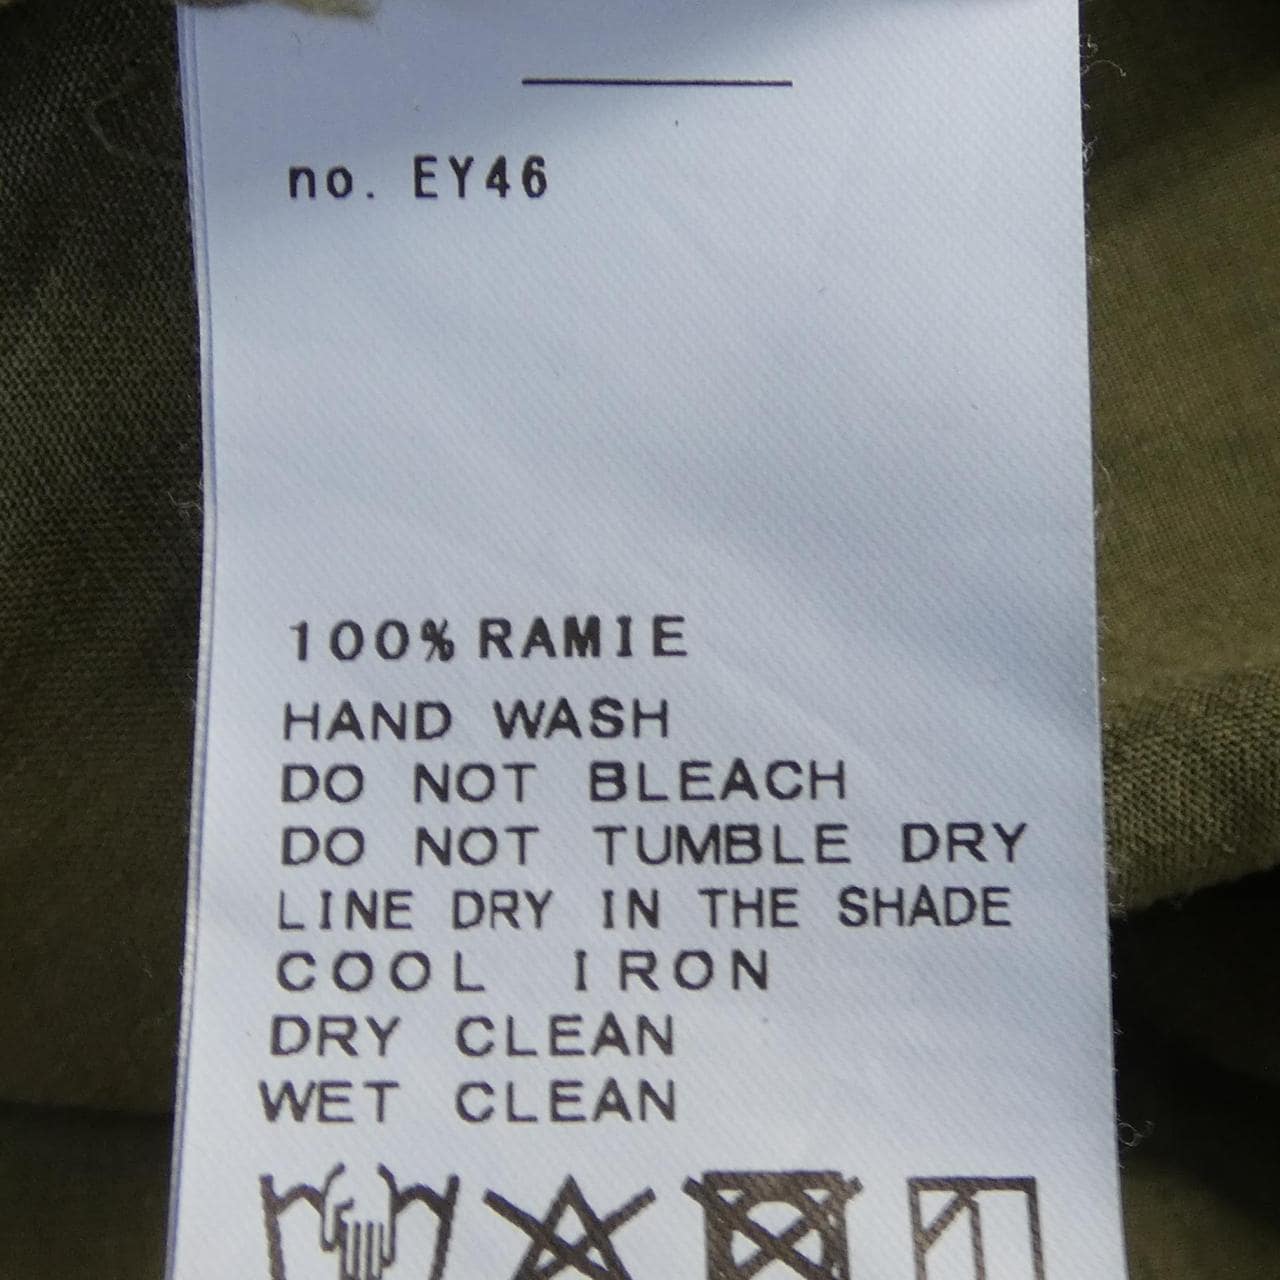 no. EY46
100% RAMIE
HAND WASH
DO NOT BLEACH
DO NOT TUMBLE DRY
LINE DRY IN THE SHADE
COOL IRON
DRY CLEAN
WET CLEAN